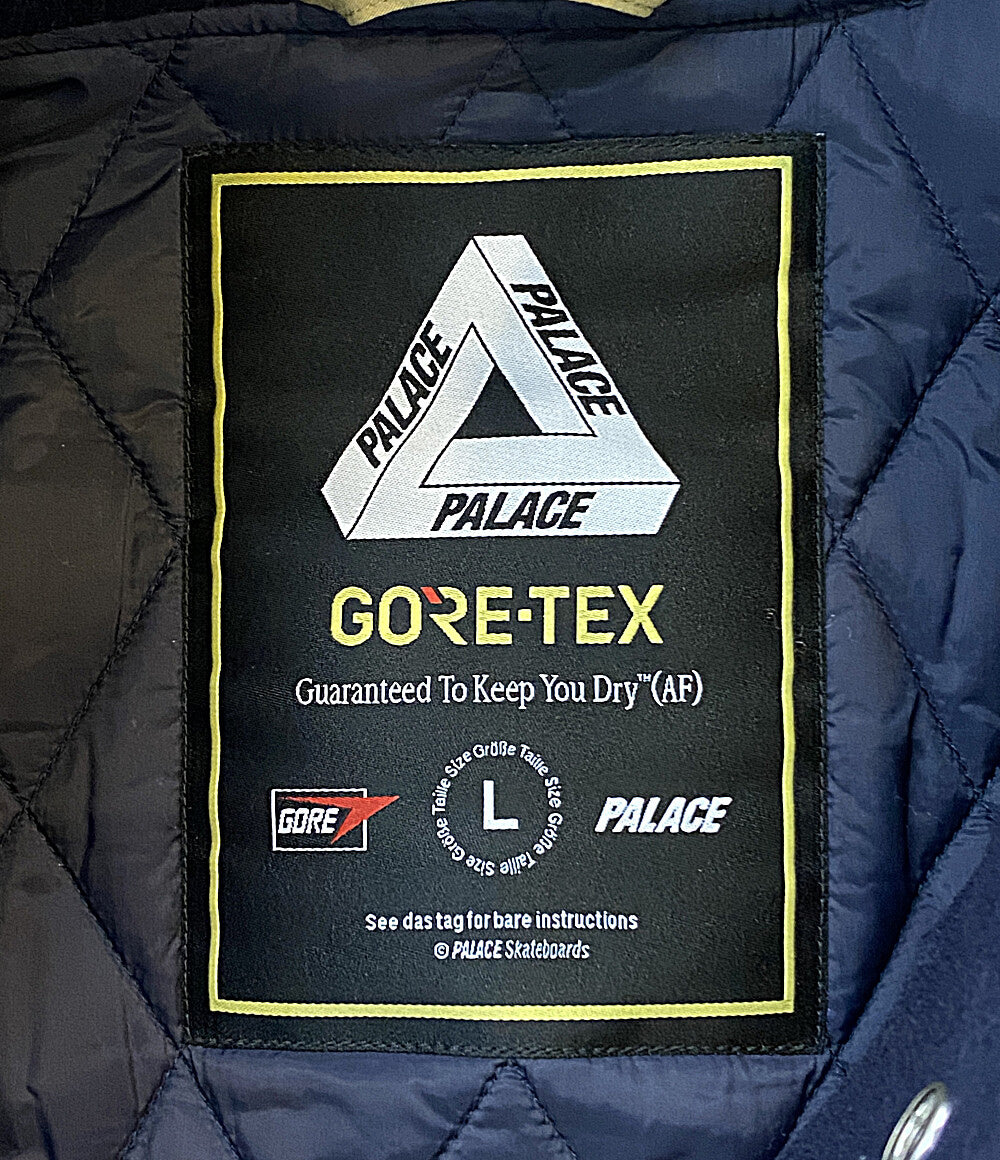 PALACE
PALACE
PALACE
GORE-TEX
Guaranteed To Keep You Dry™(AF)
Size Größe Taille Size Größe Taille Size Größe Taille
L
GORE
PALACE
See das tag for bare instructions
© PALACE Skateboards